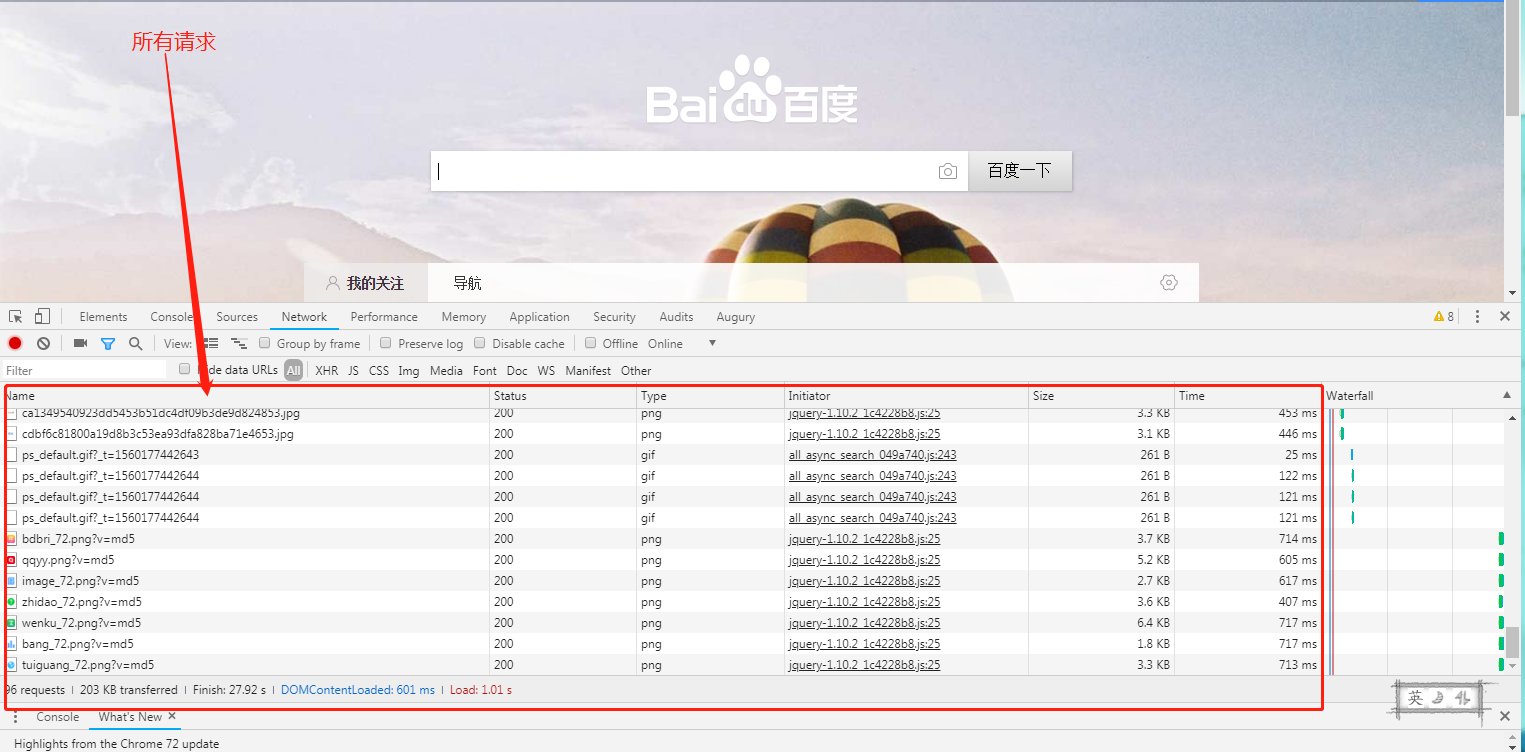 所有请求
Bai du 百度
百度一下
我的关注 导航
Elements Console Sources Network Performance Memory Application Security Audits Augury 8
View: Group by frame Preserve log Disable cache Offline Online
Filter Hide data URLs All XHR JS CSS Img Media Font Doc WS Manifest Other
Name Status Type Initiator Size Time Waterfall
ca1349540923dd5453b51dc4df09b3de9d824853.jpg 200 png jquery-1.10.2_1c4228b8.js:25 3.3 KB 453 ms
cdbf6c81800a19d8b3c53ea93dfa828ba71e4653.jpg 200 png jquery-1.10.2_1c4228b8.js:25 3.1 KB 446 ms
ps_default.gif?_t=1560177442643 200 gif all_async_search_049a740.js:243 261 B 25 ms
ps_default.gif?_t=1560177442644 200 gif all_async_search_049a740.js:243 261 B 122 ms
ps_default.gif?_t=1560177442644 200 gif all_async_search_049a740.js:243 261 B 121 ms
ps_default.gif?_t=1560177442644 200 gif all_async_search_049a740.js:243 261 B 121 ms
bdbri_72.png?v=md5 200 png jquery-1.10.2_1c4228b8.js:25 3.7 KB 714 ms
qqyy.png?v=md5 200 png jquery-1.10.2_1c4228b8.js:25 5.2 KB 605 ms
image_72.png?v=md5 200 png jquery-1.10.2_1c4228b8.js:25 2.7 KB 617 ms
zhidao_72.png?v=md5 200 png jquery-1.10.2_1c4228b8.js:25 3.6 KB 407 ms
wenku_72.png?v=md5 200 png jquery-1.10.2_1c4228b8.js:25 6.4 KB 717 ms
bang_72.png?v=md5 200 png jquery-1.10.2_1c4228b8.js:25 1.8 KB 717 ms
tuiguang_72.png?v=md5 200 png jquery-1.10.2_1c4228b8.js:25 3.3 KB 713 ms
96 requests | 203 KB transferred | Finish: 27.92 s | DOMContentLoaded: 601 ms | Load: 1.01 s
英
Console What's New
Highlights from the Chrome 72 update